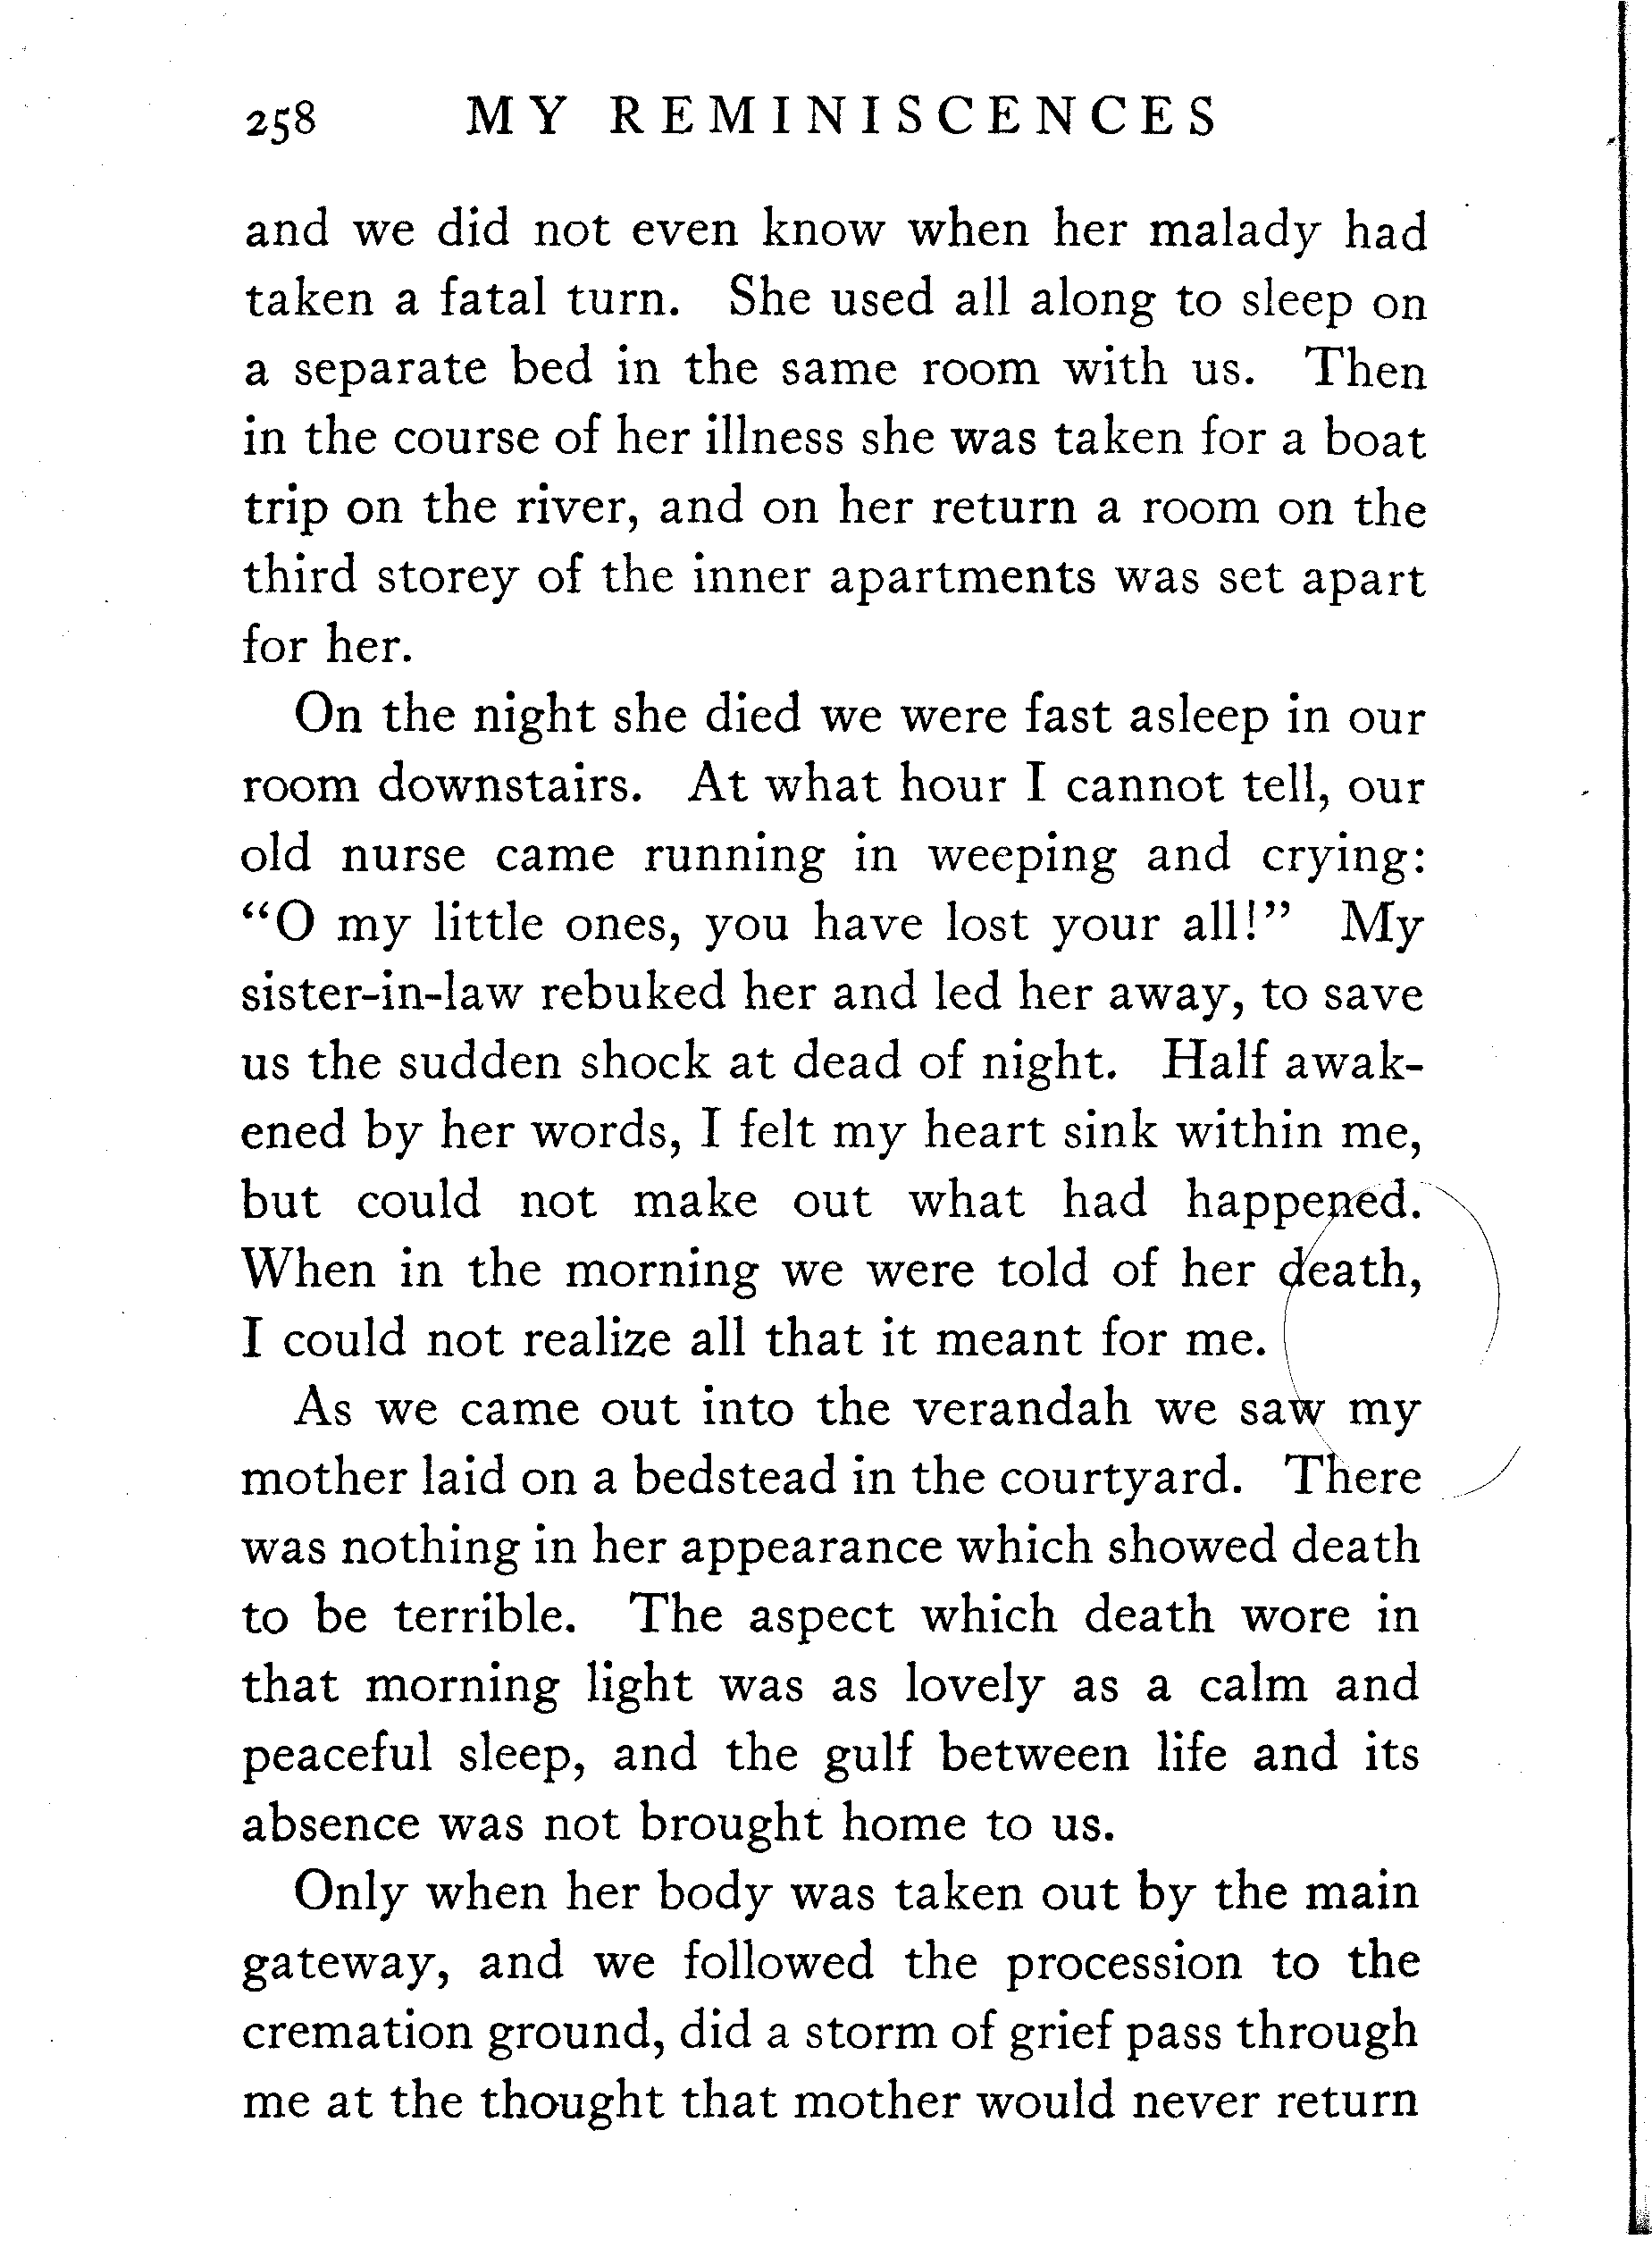 258 MY REMINISCENCES
and we did not even know when her malady had
taken a fatal turn. She used all along to sleep on
a separate bed in the same room with us. Then
in the course of her illness she was taken for a boat
trip on the river, and on her return a room on the
third storey of the inner apartments was set apart
for her.
On the night she died we were fast asleep in our
room downstairs. At what hour I cannot tell, our
old nurse came running in weeping and crying:
“O my little ones, you have lost your all!” My
sister-in-law rebuked her and led her away, to save
us the sudden shock at dead of night. Half awak-
ened by her words, I felt my heart sink within me,
but could not make out what had happened.
When in the morning we were told of her death,
I could not realize all that it meant for me.
As we came out into the verandah we saw my
mother laid on a bedstead in the courtyard. There
was nothing in her appearance which showed death
to be terrible. The aspect which death wore in
that morning light was as lovely as a calm and
peaceful sleep, and the gulf between life and its
absence was not brought home to us.
Only when her body was taken out by the main
gateway, and we followed the procession to the
cremation ground, did a storm of grief pass through
me at the thought that mother would never return